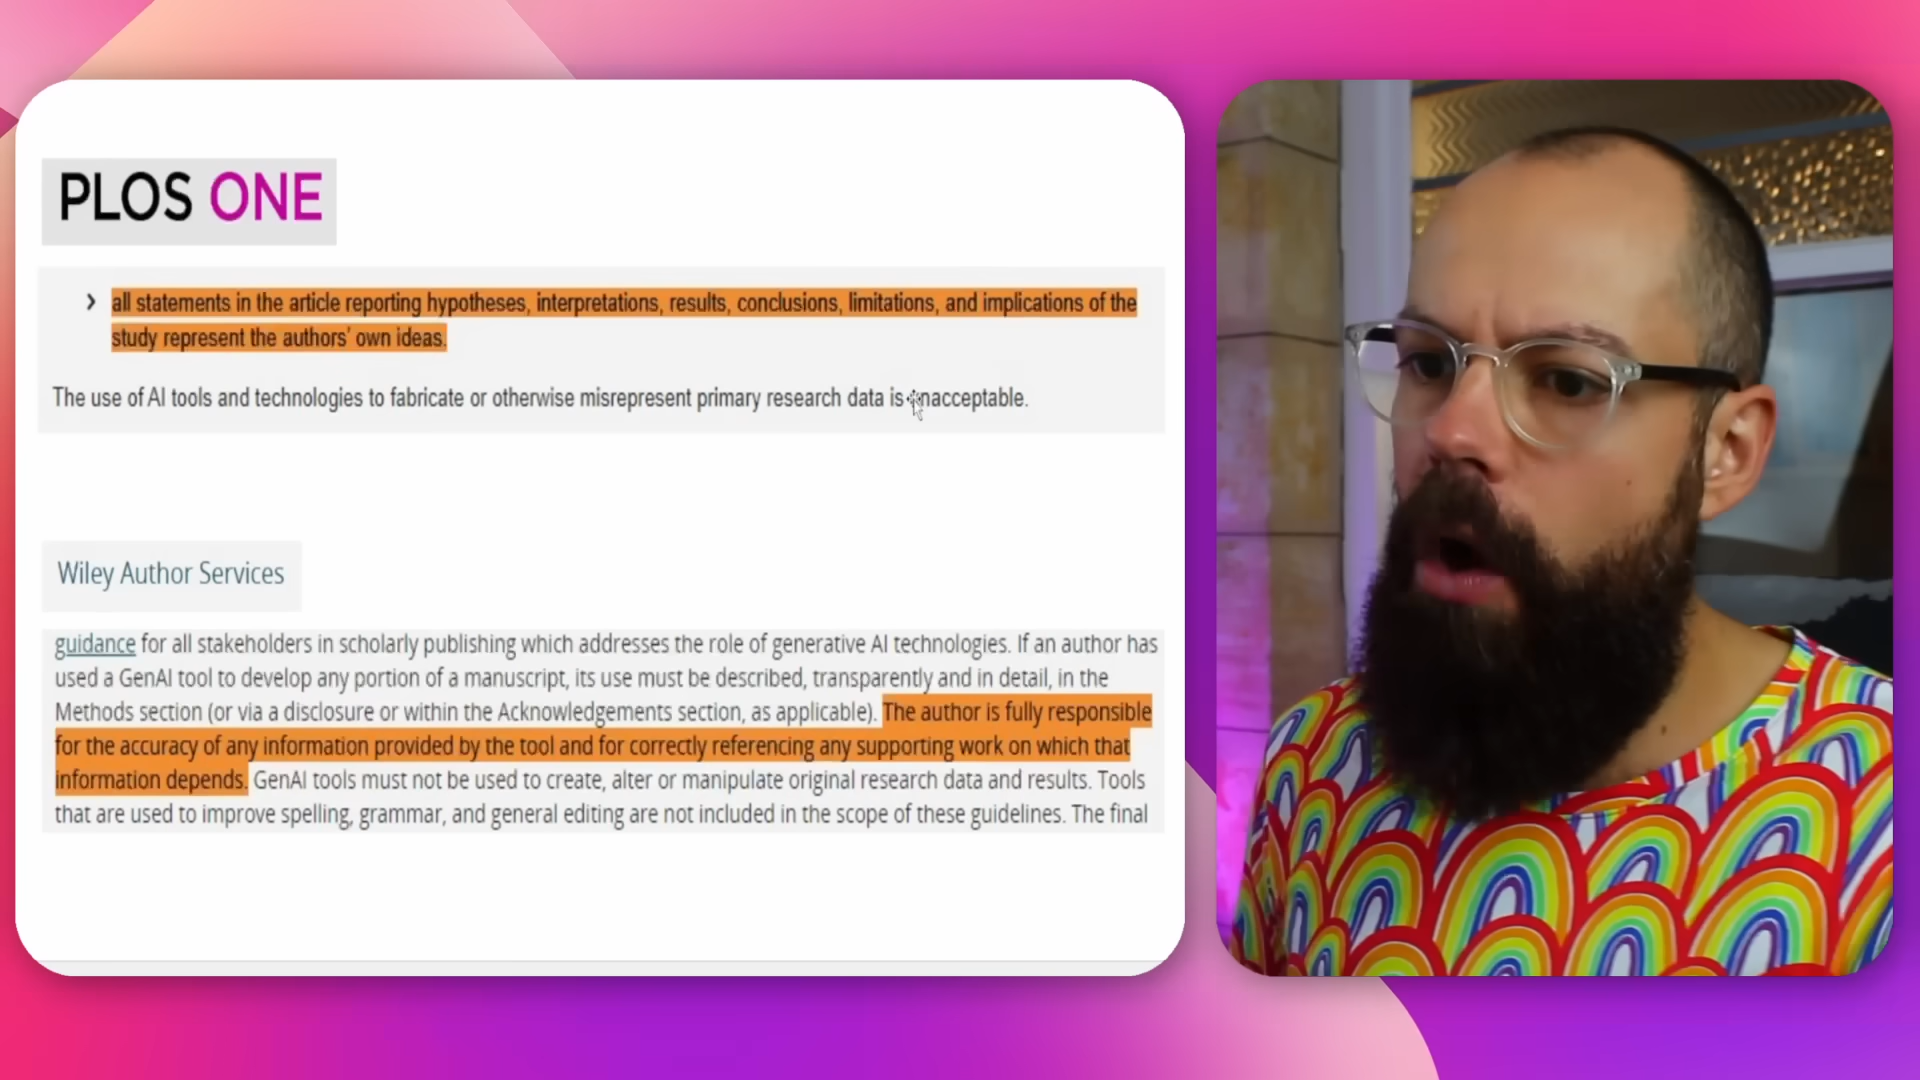 PLOS ONE
› all statements in the article reporting hypotheses, interpretations, results, conclusions, limitations, and implications of the
study represent the authors' own ideas.
The use of AI tools and technologies to fabricate or otherwise misrepresent primary research data is unacceptable.
Wiley Author Services
guidance for all stakeholders in scholarly publishing which addresses the role of generative AI technologies. If an author has
used a GenAI tool to develop any portion of a manuscript, its use must be described, transparently and in detail, in the
Methods section (or via a disclosure or within the Acknowledgements section, as applicable). The author is fully responsible
for the accuracy of any information provided by the tool and for correctly referencing any supporting work on which that
information depends. GenAI tools must not be used to create, alter or manipulate original research data and results. Tools
that are used to improve spelling, grammar, and general editing are not included in the scope of these guidelines. The final